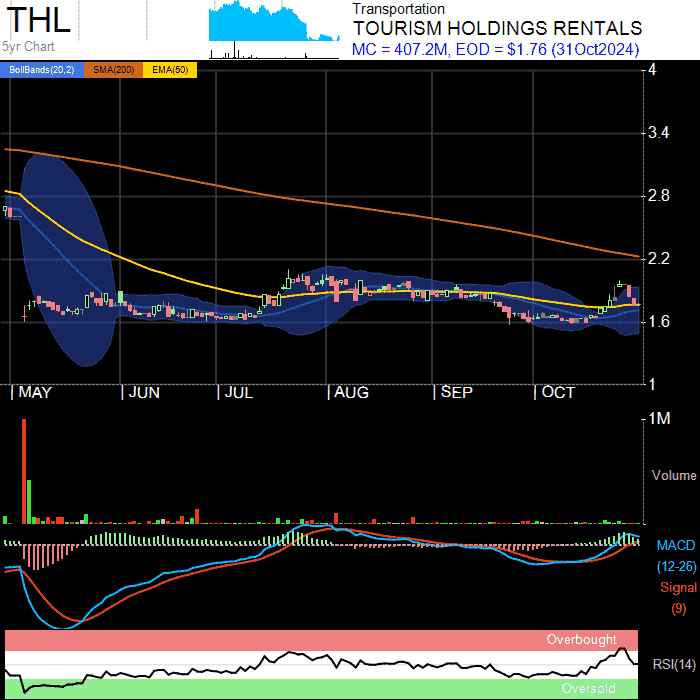 THL
5yr Chart
Transportation
TOURISM HOLDINGS RENTALS
MC = 407.2M, EOD = $1.76 (31Oct2024)
BollBands(20,2) SMA(200) EMA(50)
4
3.4
2.8
2.2
1.6
1
MAY JUN JUL AUG SEP OCT
1M
Volume
MACD
(12-26)
Signal
(9)
Overbought
RSI(14)
Oversold